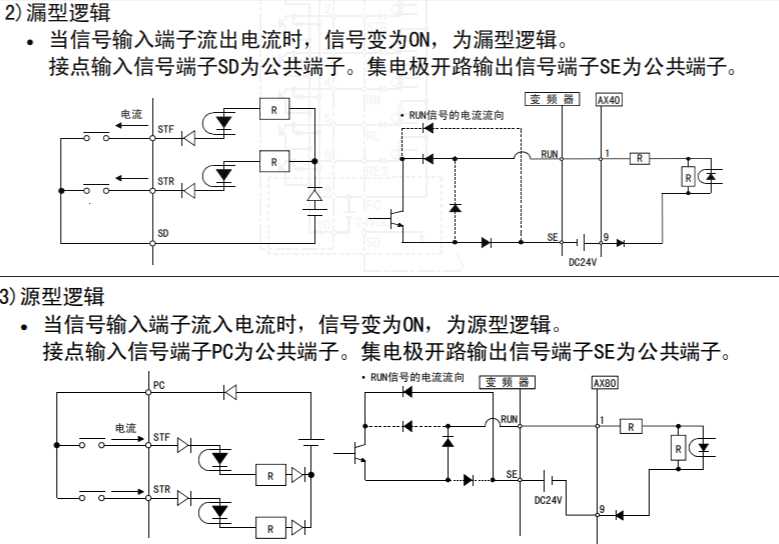 2)漏型逻辑
• 当信号输入端子流出电流时，信号变为ON，为漏型逻辑。
接点输入信号端子SD为公共端子。集电极开路输出信号端子SE为公共端子。
变频器
AX40
• RUN信号的电流流向
电流
STF
R
STR
R
SD
RUN
1
R
R
SE
9
DC24V
3)源型逻辑
• 当信号输入端子流入电流时，信号变为ON，为源型逻辑。
接点输入信号端子PC为公共端子。集电极开路输出信号端子SE为公共端子。
• RUN信号的电流流向
变频器
AX80
PC
电流
STF
R
STR
R
RUN
1
R
R
SE
DC24V
9